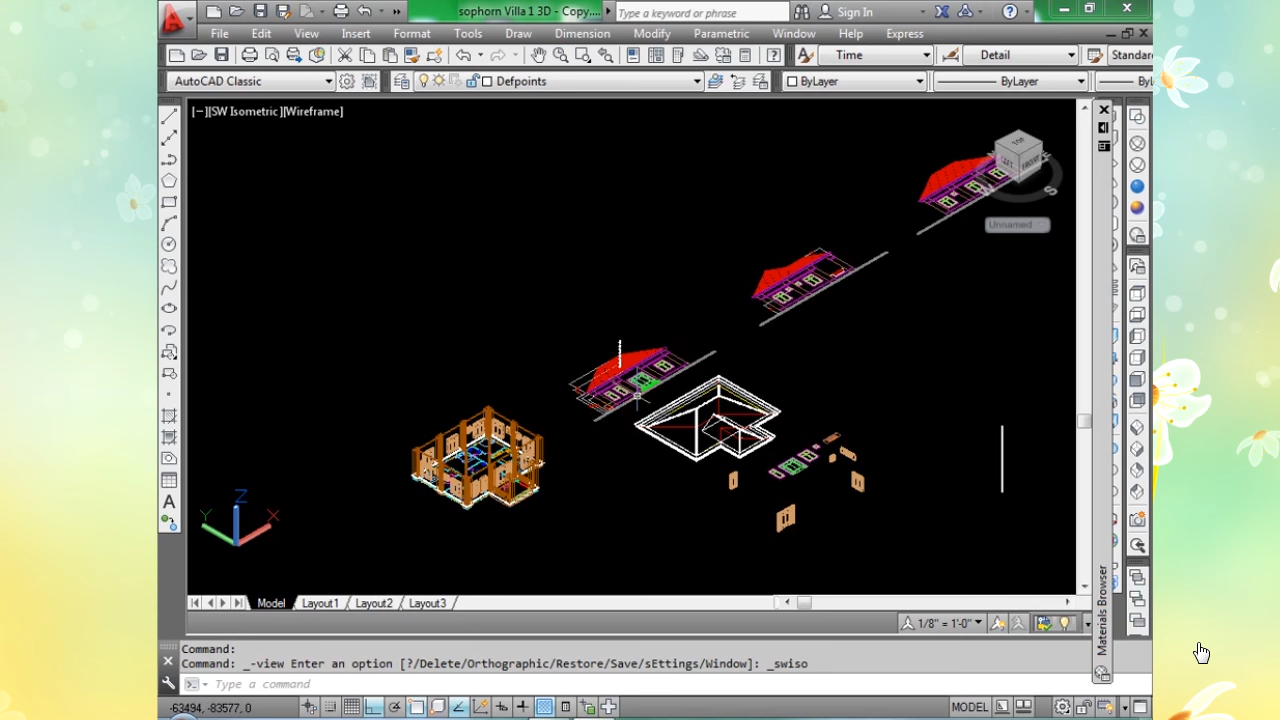 sophorn Villa 1 3D - Copy....
Type a keyword or phrase
Sign In
File Edit View Insert Format Tools Draw Dimension Modify Parametric Window Help Express
Time
Detail
Standar
AutoCAD Classic
Defpoints
ByLayer
ByLayer
By
[−][SW Isometric][Wireframe]
TOP
FRONT
S
Unnamed
Z
Y
X
Model Layout1 Layout2 Layout3
1/8" = 1'-0"
Materials Browser
Command:
Command: _-view Enter an option [?/Delete/Orthographic/Restore/Save/sEttings/Window]: _swiso
Type a command
-63494, -83577, 0
MODEL